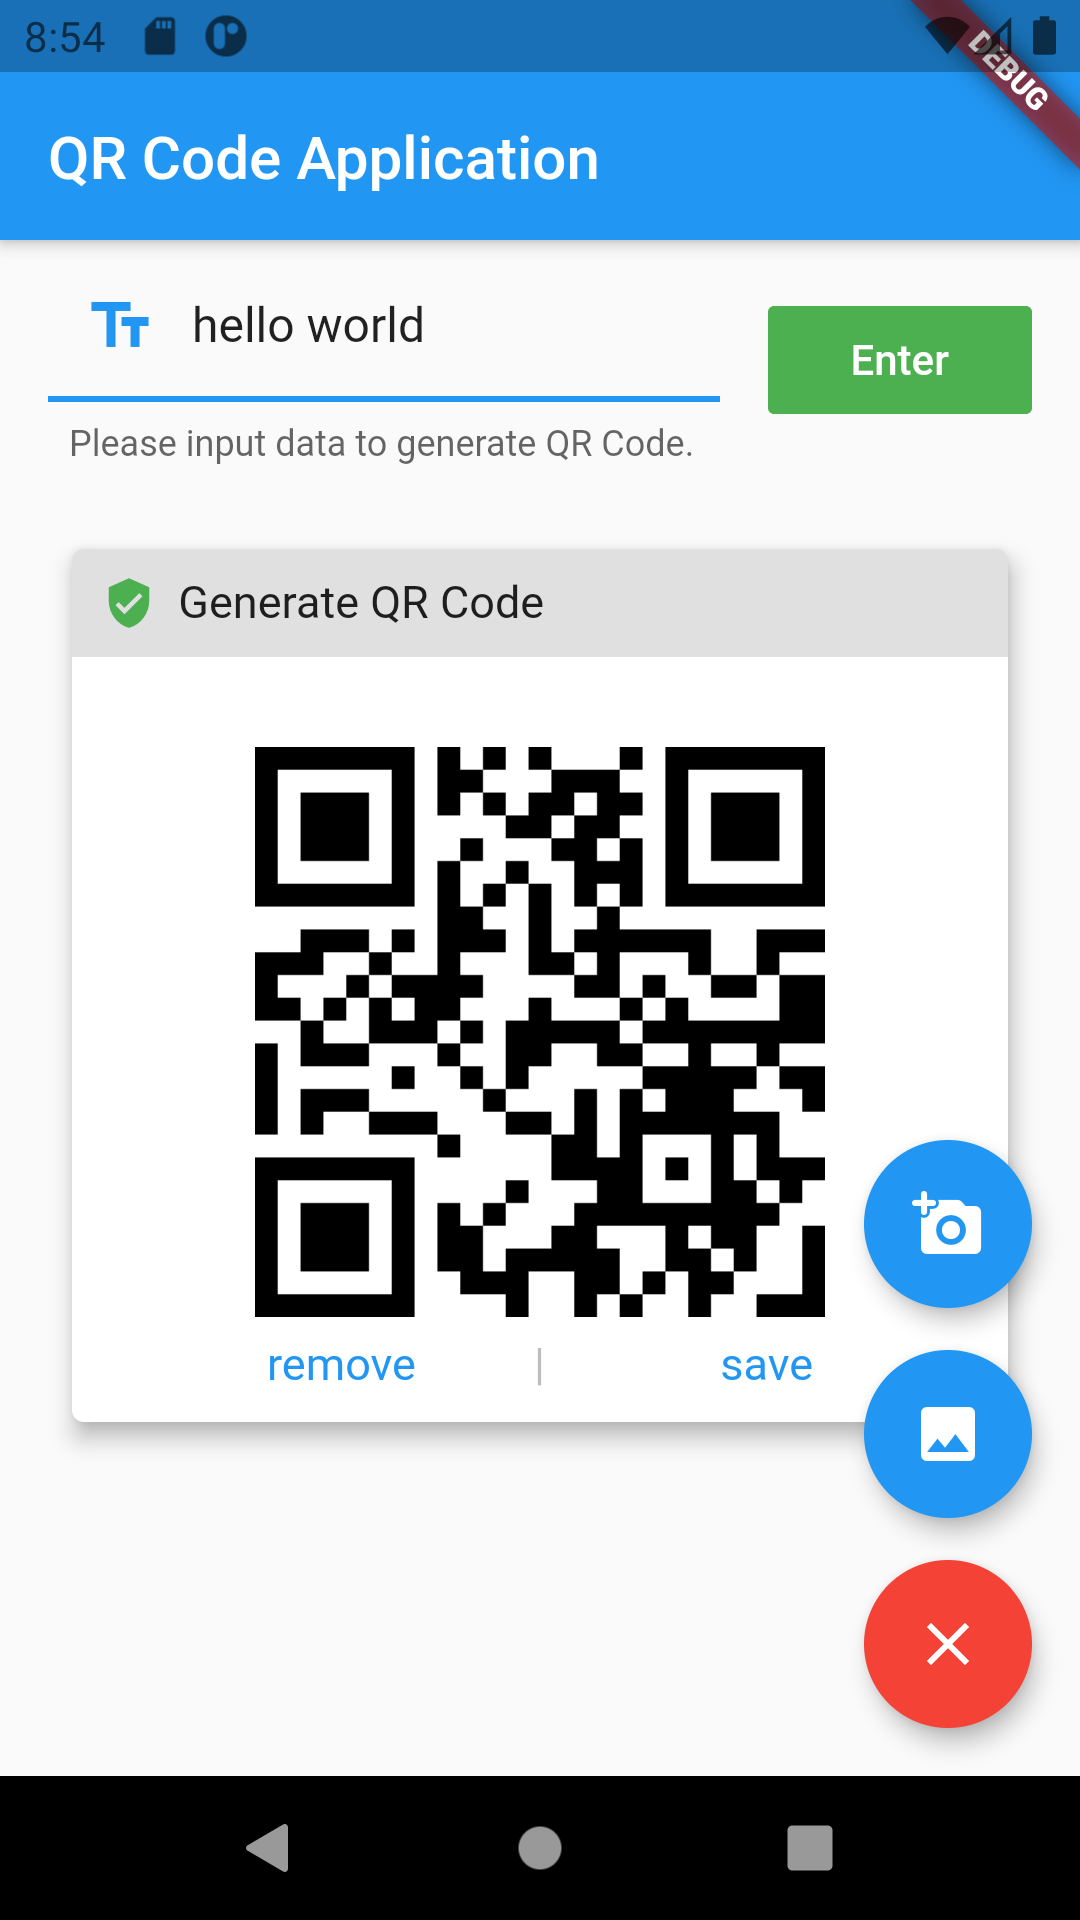 8:54
DEBUG
QR Code Application
hello world
Enter
Please input data to generate QR Code.
Generate QR Code
remove | save